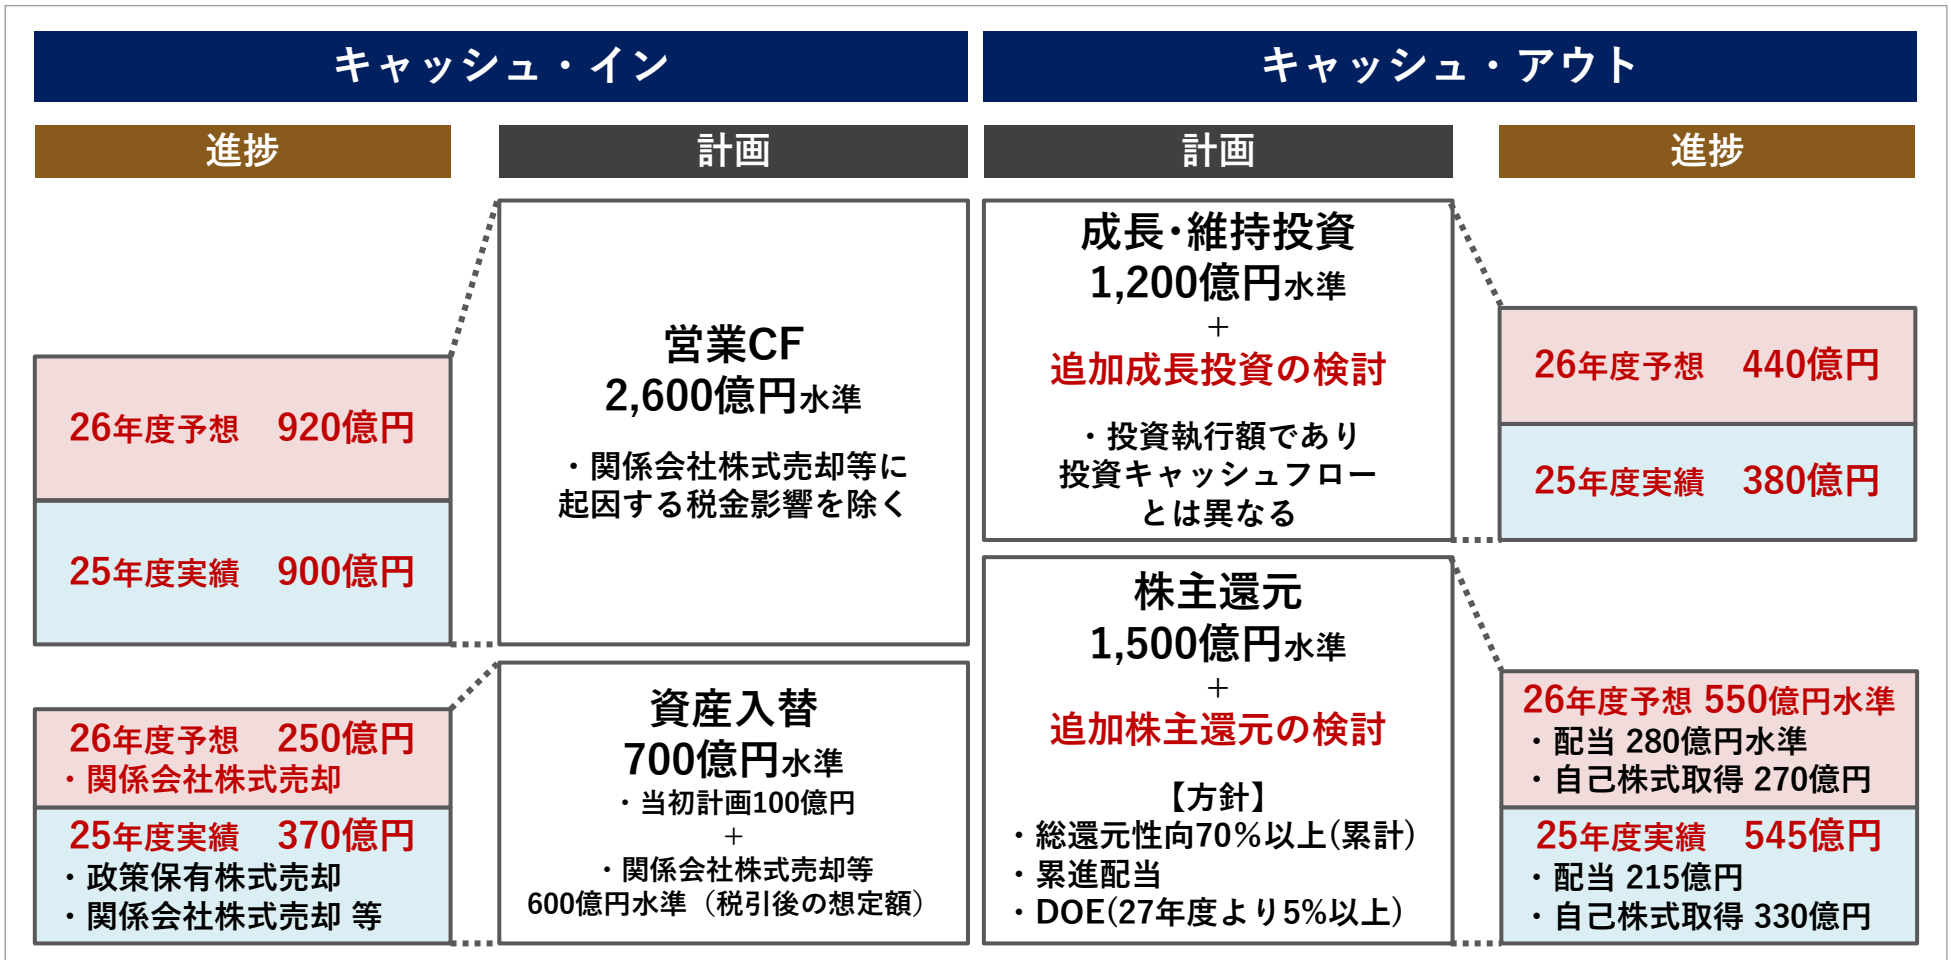 キャッシュ・イン
キャッシュ・アウト
進捗
計画
計画
進捗
26年度予想 920億円
25年度実績 900億円
営業CF
2,600億円水準
・関係会社株式売却等に
起因する税金影響を除く
26年度予想 250億円
・関係会社株式売却
25年度実績 370億円
・政策保有株式売却
・関係会社株式売却 等
資産入替
700億円水準
・当初計画100億円
+
・関係会社株式売却等
600億円水準（税引後の想定額）
成長･維持投資
1,200億円水準
+
追加成長投資の検討
・投資執行額であり
投資キャッシュフロー
とは異なる
26年度予想 440億円
25年度実績 380億円
株主還元
1,500億円水準
+
追加株主還元の検討
【方針】
・総還元性向70%以上(累計)
・累進配当
・DOE(27年度より5%以上)
26年度予想 550億円水準
・配当 280億円水準
・自己株式取得 270億円
25年度実績 545億円
・配当 215億円
・自己株式取得 330億円